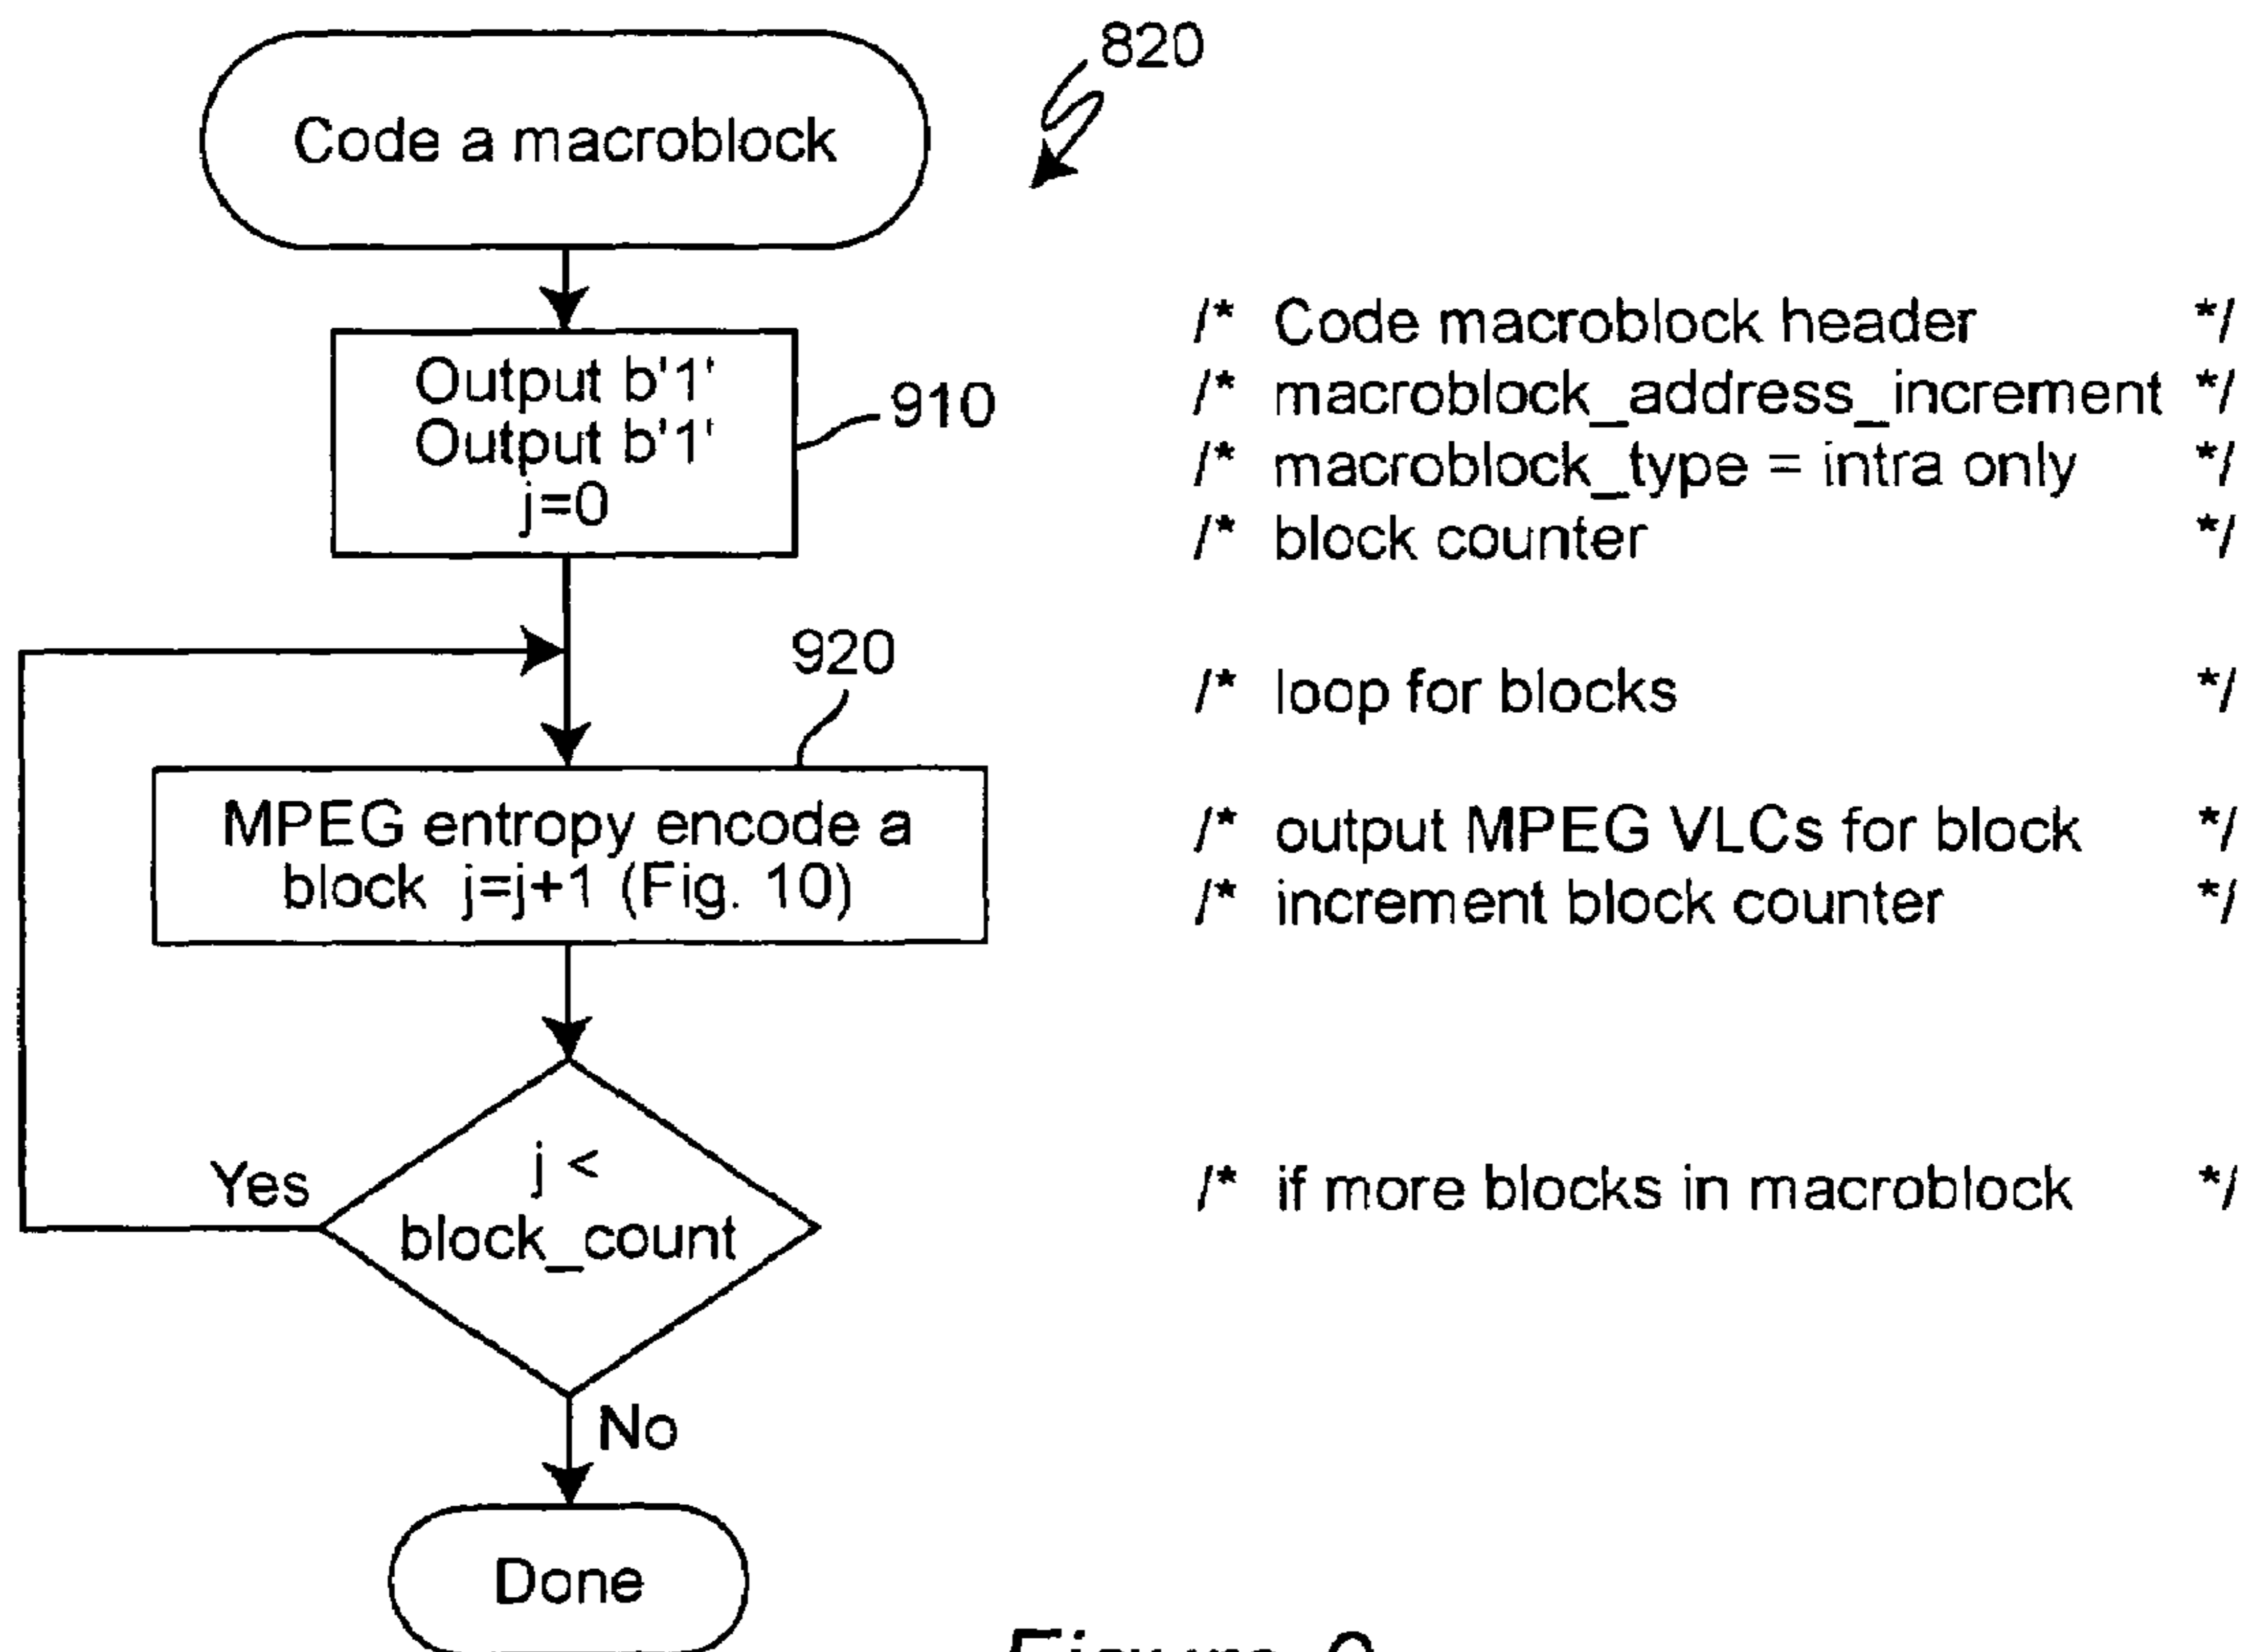 820
Code a macroblock
Output b'1'
Output b'1'
j=0
910
/* Code macroblock header */
/* macroblock_address_increment */
/* macroblock_type = intra only */
/* block counter */
920
/* loop for blocks */
MPEG entropy encode a
block j=j+1 (Fig. 10)
/* output MPEG VLCs for block */
/* increment block counter */
j <
block_count
Yes
/* if more blocks in macroblock */
No
Done